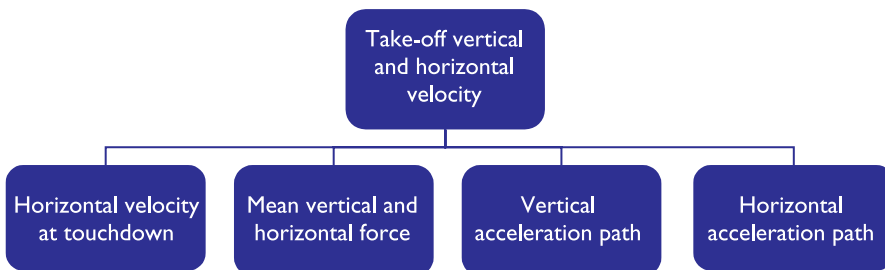 Take-off vertical
and horizontal
velocity
Horizontal velocity
at touchdown
Mean vertical and
horizontal force
Vertical
acceleration path
Horizontal
acceleration path